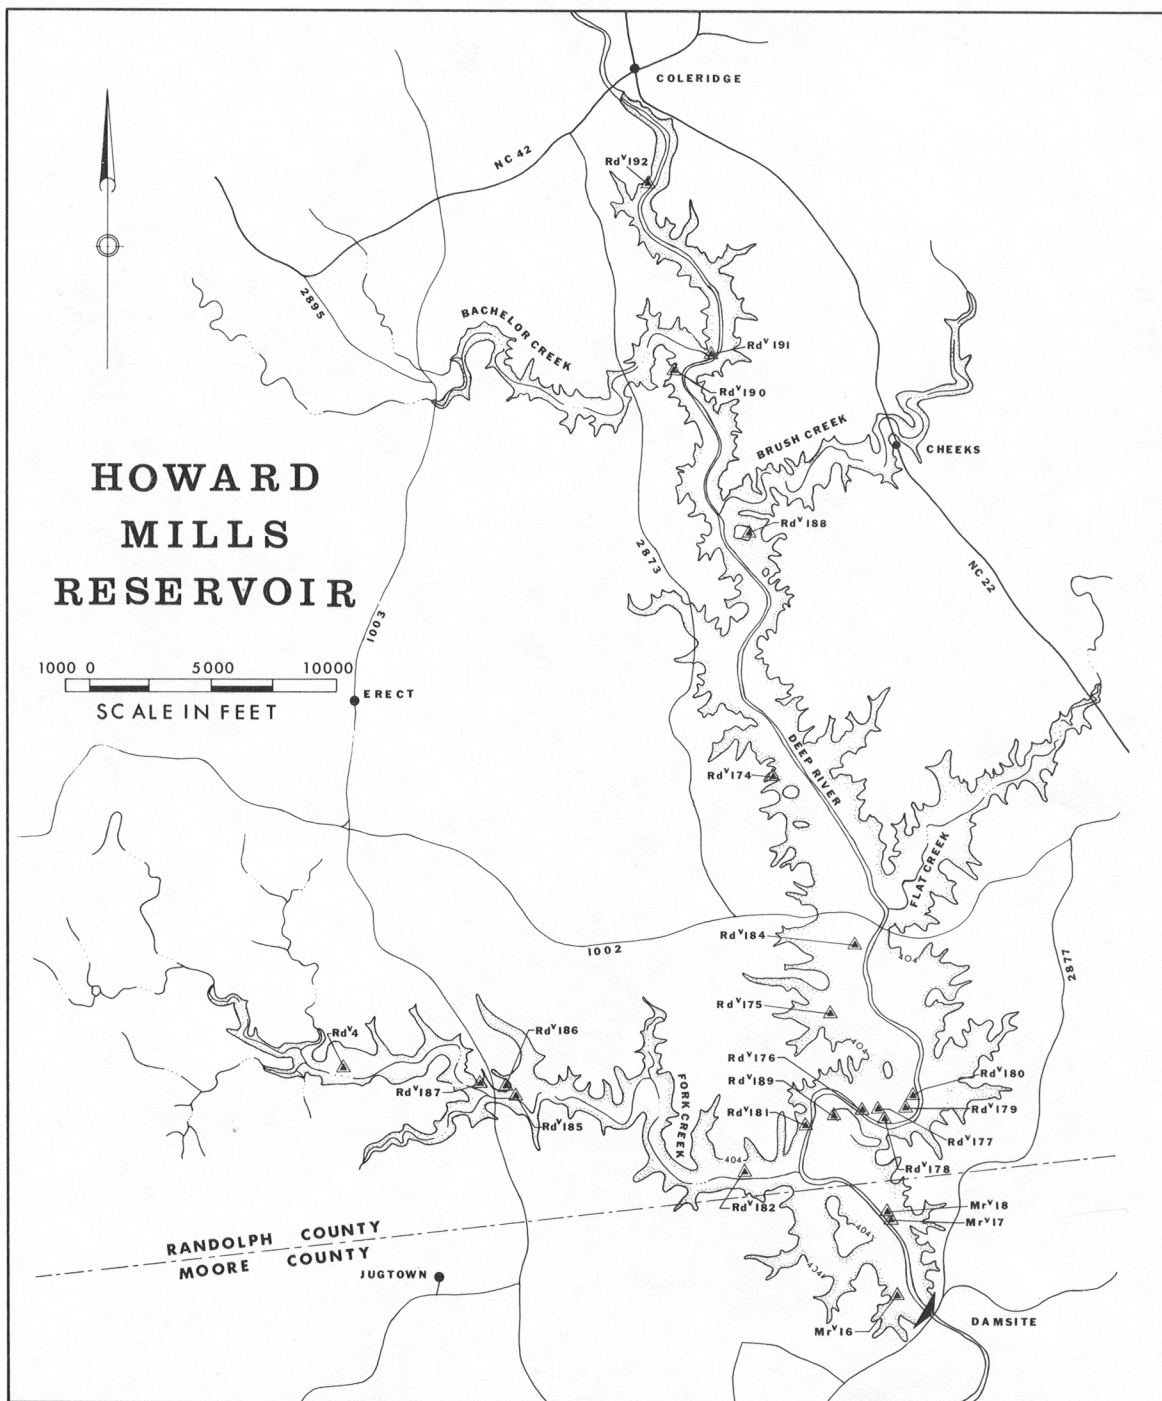 COLERIDGE
NC 42
Rdᵛ192
2895
BACHELOR CREEK
Rdᵛ191
Rdᵛ190
BRUSH CREEK
CHEEKS
HOWARD
MILLS
RESERVOIR
Rdᵛ188
2873
NC 22
1003
1000 0 5000 10000
SCALE IN FEET
ERECT
DEEP RIVER
Rdᵛ174
FLAT CREEK
Rdᵛ184
1002
404
2877
Rdᵛ175
Rdᵛ4
Rdᵛ186
404
Rdᵛ176
Rdᵛ180
Rdᵛ187
FORK CREEK
Rdᵛ189
Rdᵛ179
Rdᵛ185
Rdᵛ181
Rdᵛ177
404
Rdᵛ178
Rdᵛ182
Mrᵛ18
Mrᵛ17
404
RANDOLPH COUNTY
MOORE COUNTY
404
JUGTOWN
Mrᵛ16
DAMSITE